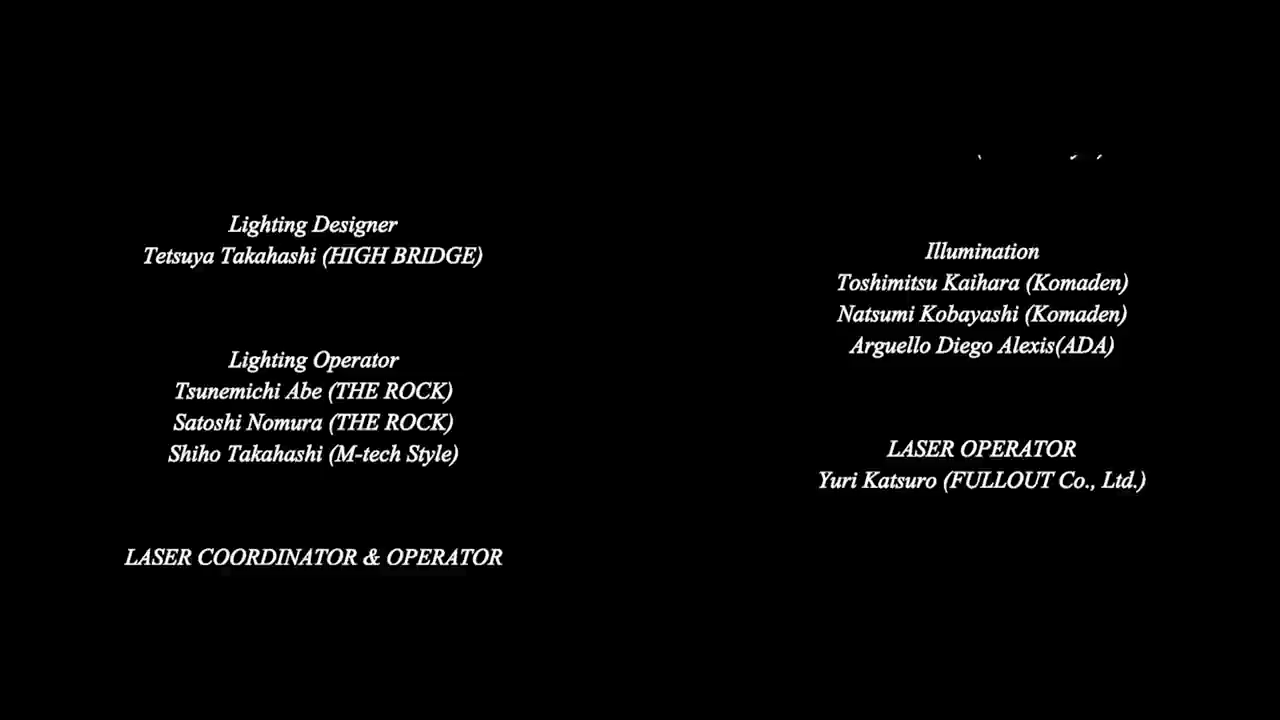 Lighting Designer
Tetsuya Takahashi (HIGH BRIDGE)
Lighting Operator
Tsunemichi Abe (THE ROCK)
Satoshi Nomura (THE ROCK)
Shiho Takahashi (M-tech Style)
LASER COORDINATOR & OPERATOR
Illumination
Toshimitsu Kaihara (Komaden)
Natsumi Kobayashi (Komaden)
Arguello Diego Alexis(ADA)
LASER OPERATOR
Yuri Katsuro (FULLOUT Co., Ltd.)